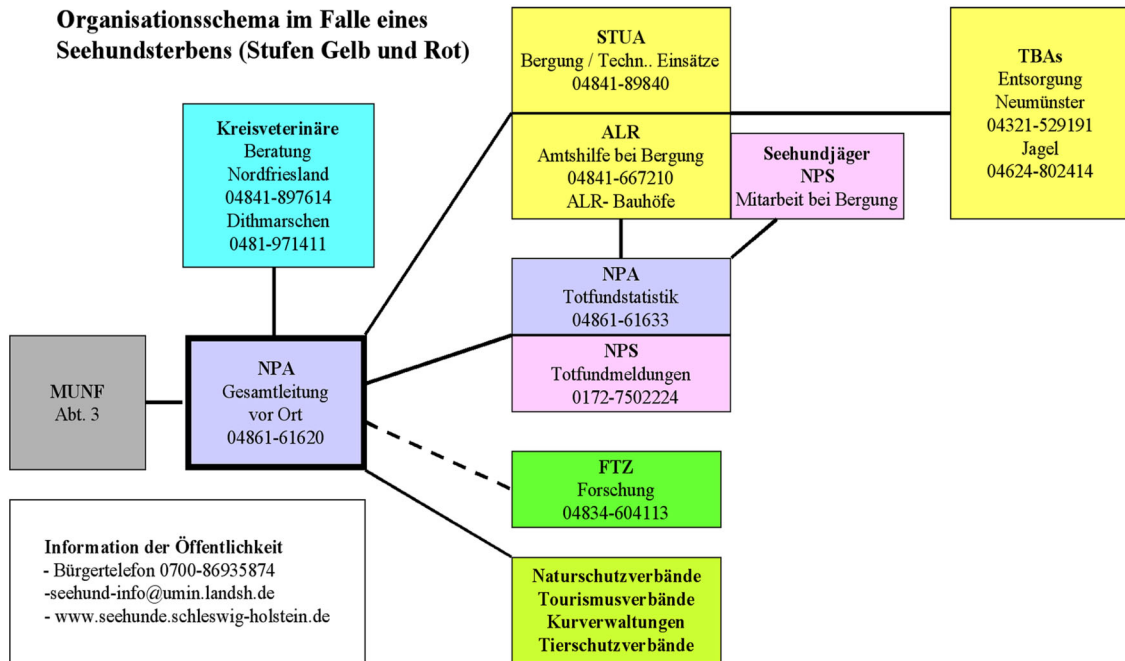 Organisationsschema im Falle eines
Seehundsterbens (Stufen Gelb und Rot)
STUA
Bergung / Techn.. Einsätze
04841-89840
TBAs
Entsorgung
Neumünster
04321-529191
Jagel
04624-802414
Kreisveterinäre
Beratung
Nordfriesland
04841-897614
Dithmarschen
0481-971411
ALR
Amtshilfe bei Bergung
04841-667210
ALR- Bauhöfe
Seehundjäger
NPS
Mitarbeit bei Bergung
NPA
Totfundstatistik
04861-61633
NPS
Totfundmeldungen
0172-7502224
MUNF
Abt. 3
NPA
Gesamtleitung
vor Ort
04861-61620
FTZ
Forschung
04834-604113
Information der Öffentlichkeit
- Bürgertelefon 0700-86935874
-seehund-info@umin.landsh.de
- www.seehunde.schleswig-holstein.de
Naturschutzverbände
Tourismusverbände
Kurverwaltungen
Tierschutzverbände